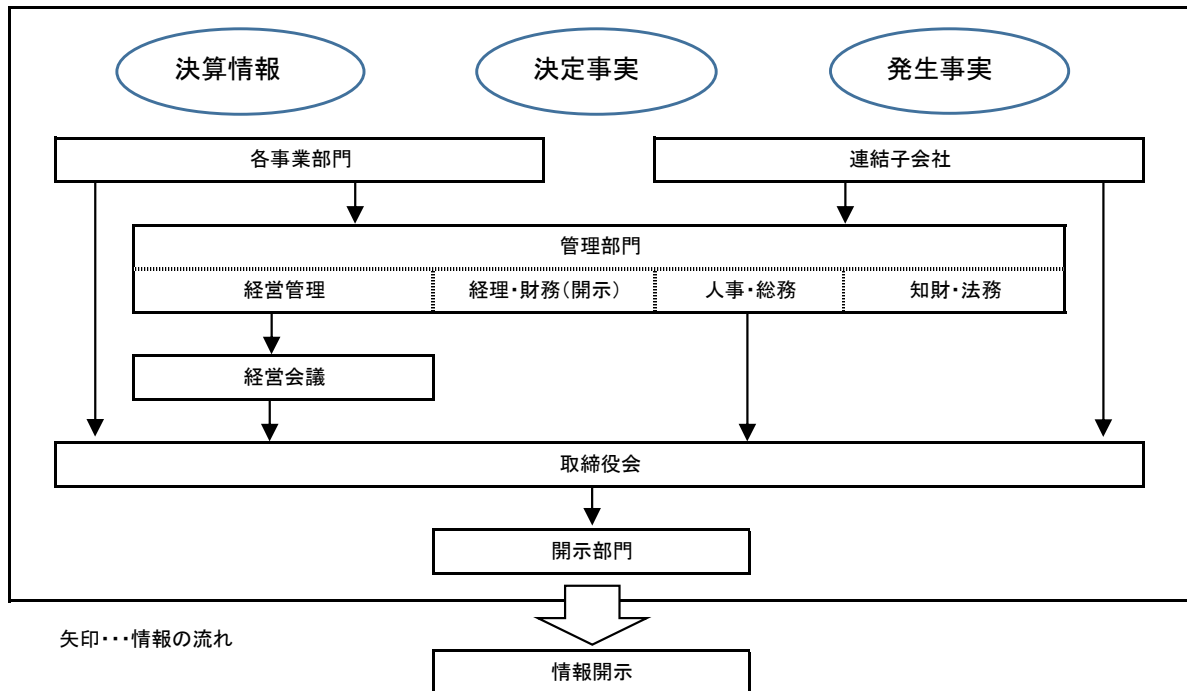 決算情報
決定事実
発生事実
各事業部門
連結子会社
管理部門
経営管理
経理・財務(開示)
人事・総務
知財・法務
経営会議
取締役会
開示部門
矢印・・・情報の流れ
情報開示